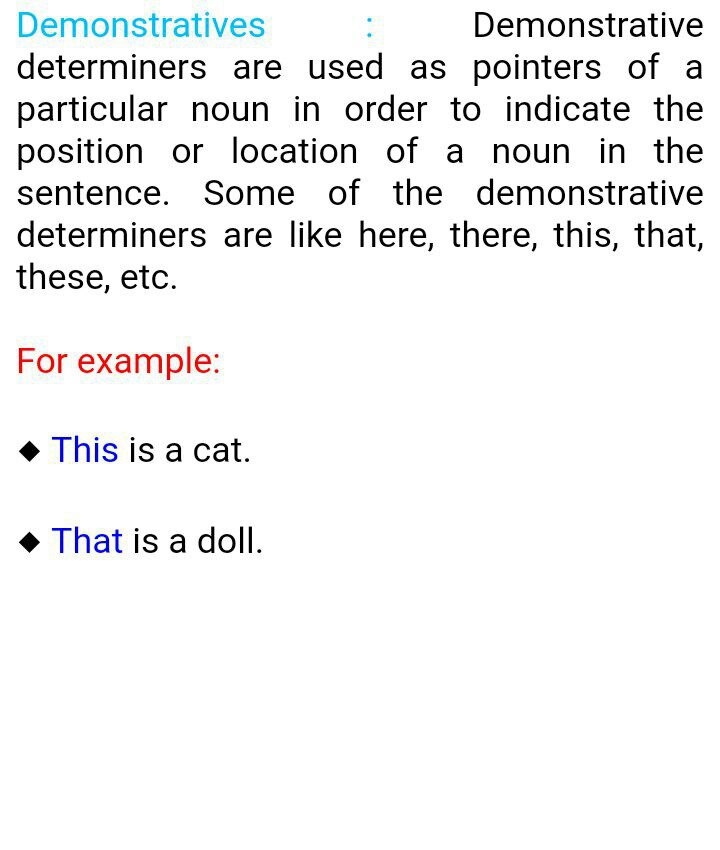 Demonstratives : Demonstrative
determiners are used as pointers of a
particular noun in order to indicate the
position or location of a noun in the
sentence. Some of the demonstrative
determiners are like here, there, this, that,
these, etc.
For example:
◆ This is a cat.
◆ That is a doll.